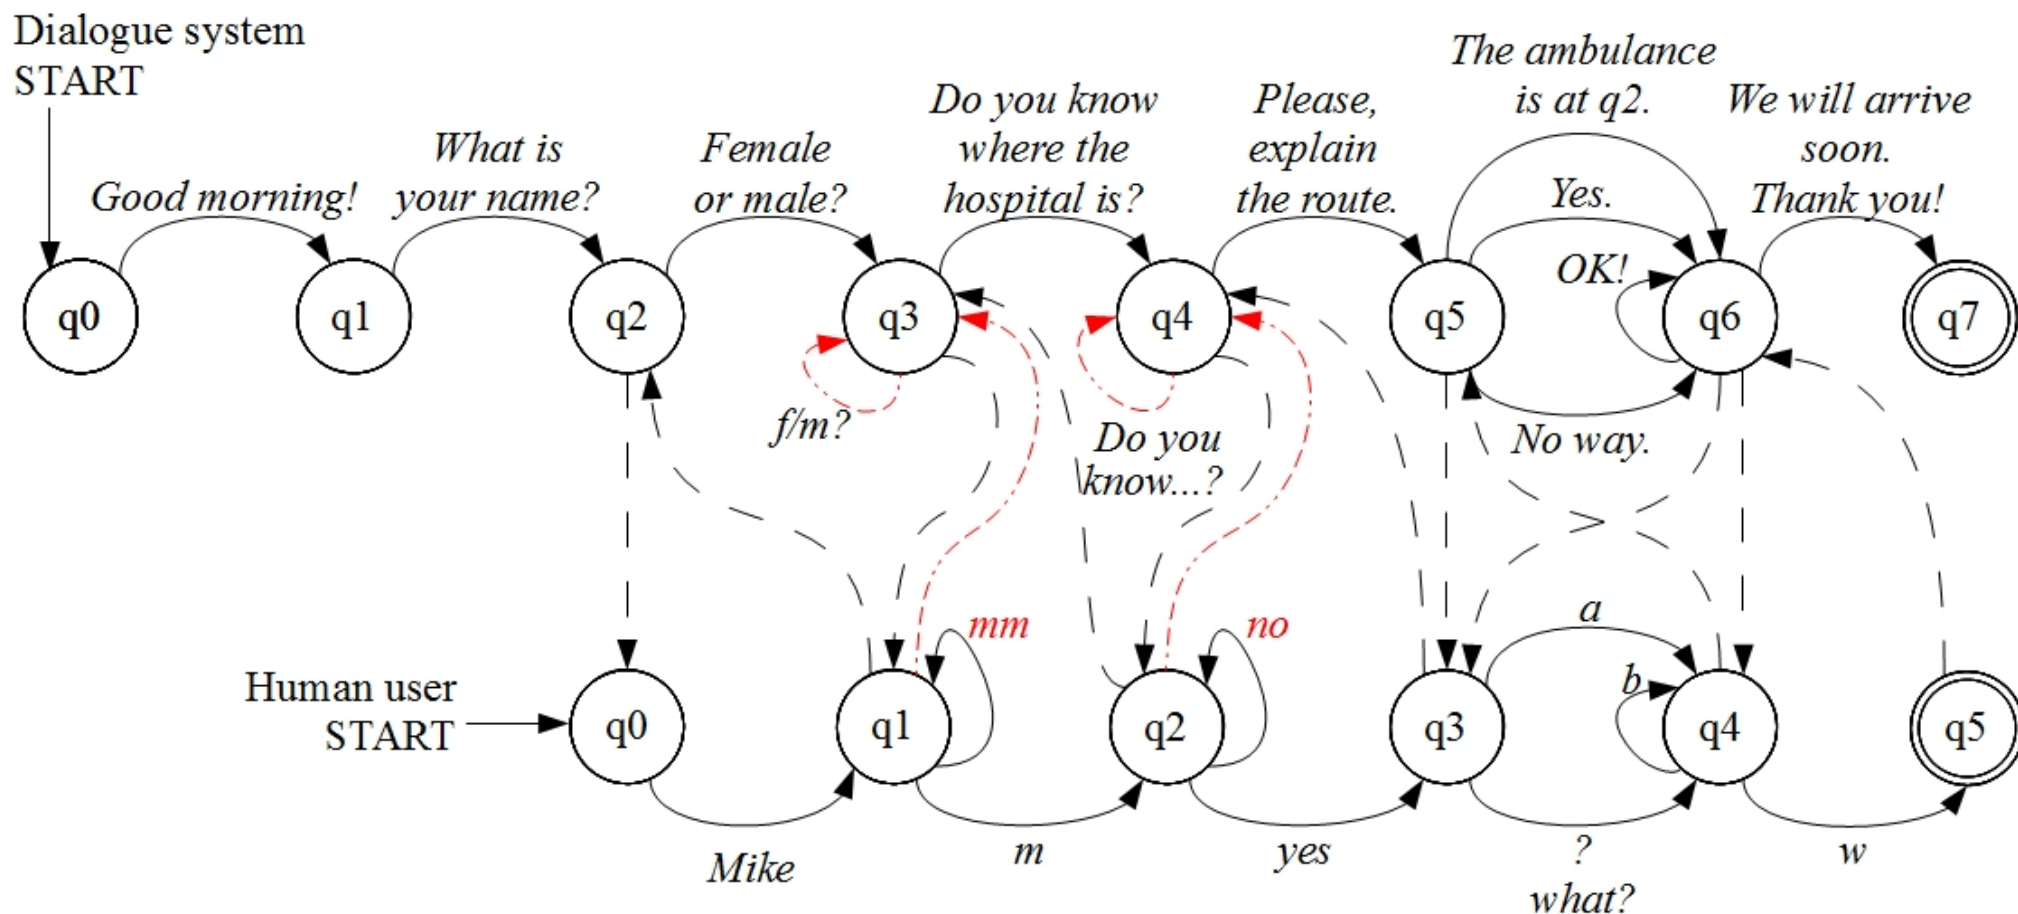 Dialogue system
START
Good morning!
What is
your name?
Female
or male?
Do you know
where the
hospital is?
Please,
explain
the route.
The ambulance
is at q2.
Yes.
OK!
No way.
We will arrive
soon.
Thank you!
q0
q1
q2
q3
q4
q5
q6
q7
f/m?
Do you
know...?
mm
no
a
b
Human user
START
q0
q1
q2
q3
q4
q5
Mike
m
yes
?
what?
w